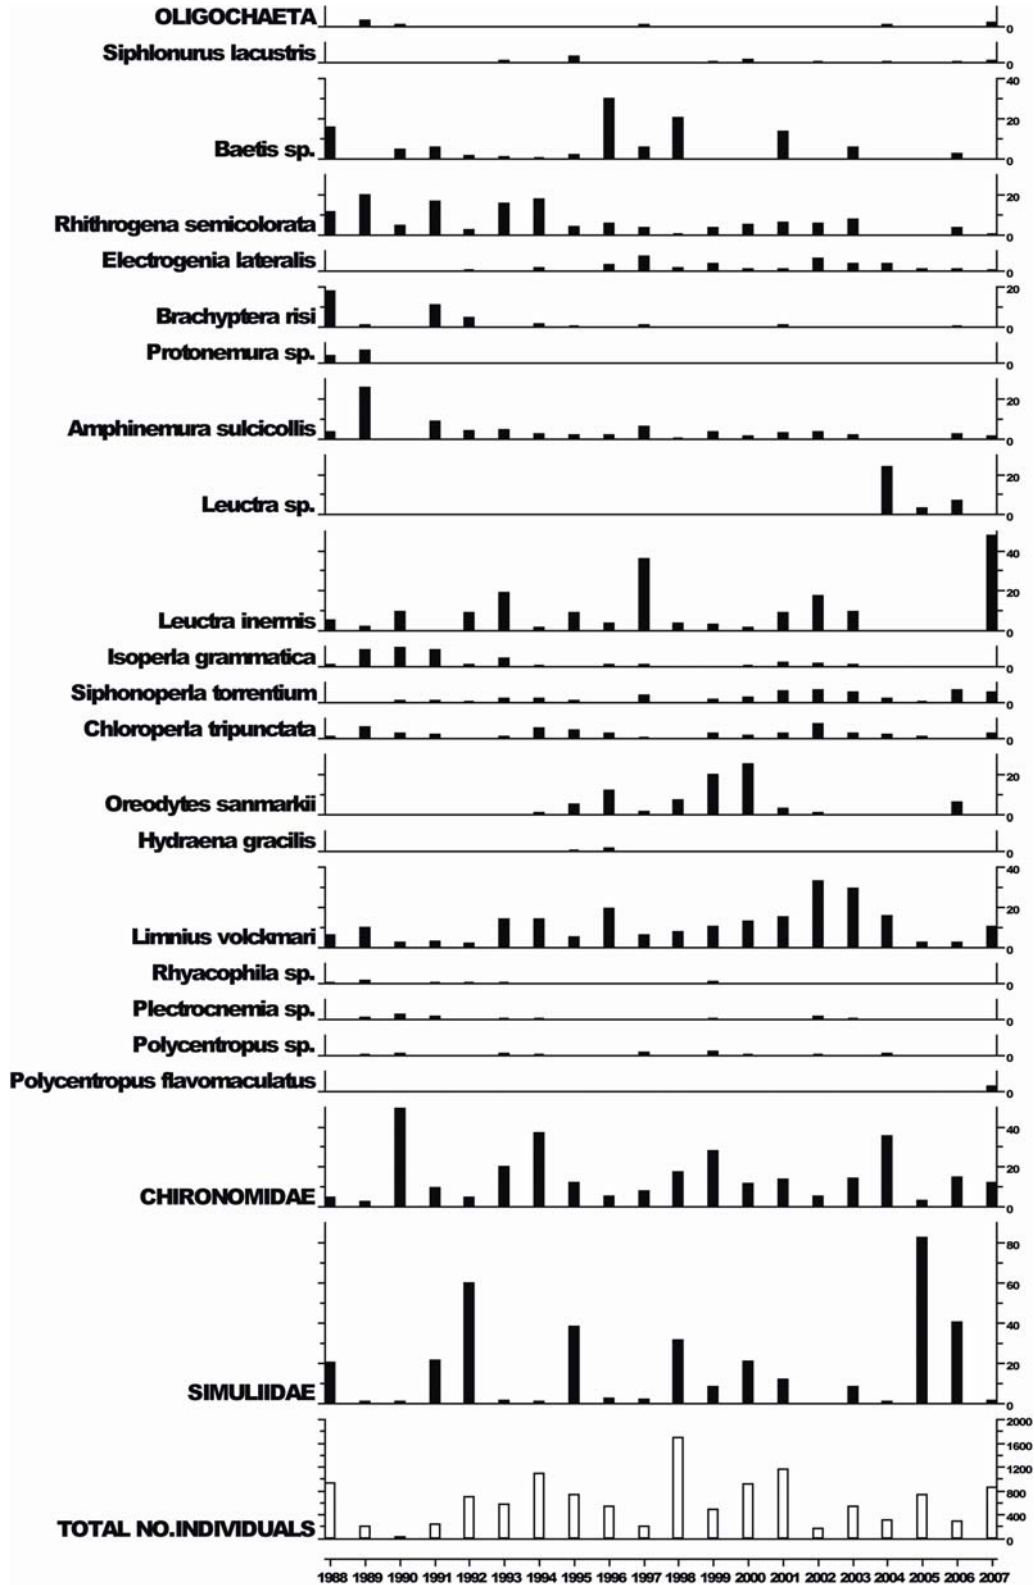 OLIGOCHAETA
0
Siphlonurus lacustris
0
40
20
Baetis sp.
0
20
Rhithrogena semicolorata
0
Electrogenia lateralis
0
20
Brachyptera risi
0
Protonemura sp.
0
20
Amphinemura sulcicollis
0
20
Leuctra sp.
0
40
20
Leuctra inermis
0
Isoperla grammatica
0
Siphonoperla torrentium
0
Chloroperla tripunctata
0
20
Oreodytes sanmarkii
0
Hydraena gracilis
0
40
20
Limnius volckmari
0
Rhyacophila sp.
0
Plectrocnemia sp.
0
Polycentropus sp.
0
Polycentropus flavomaculatus
0
40
20
CHIRONOMIDAE
0
80
60
40
20
SIMULIIDAE
0
2000
1600
1200
800
400
TOTAL NO.INDIVIDUALS
0
1988 1989 1990 1991 1992 1993 1994 1995 1996 1997 1998 1999 2000 2001 2002 2003 2004 2005 2006 2007